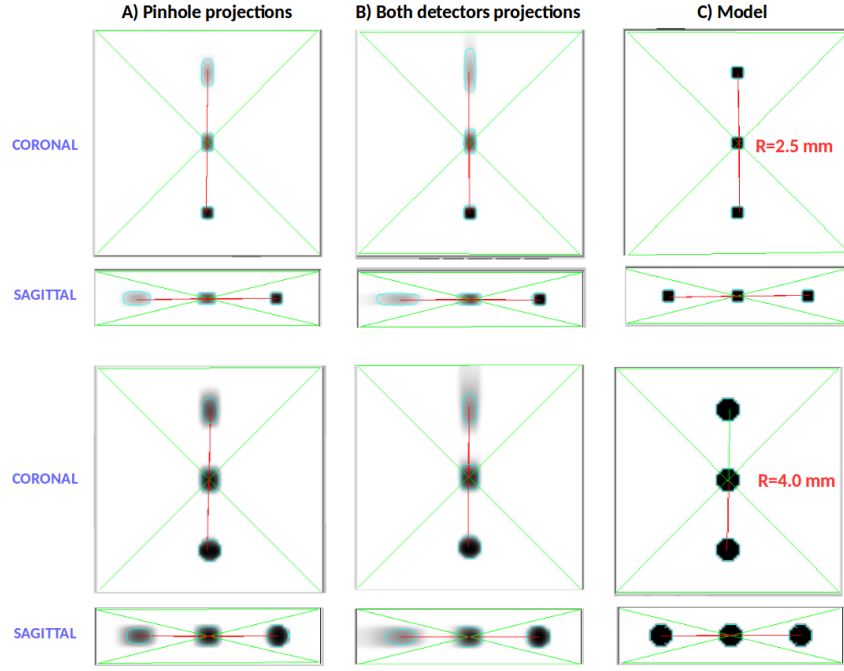 A) Pinhole projections
B) Both detectors projections
C) Model
CORONAL
R=2.5 mm
SAGITTAL
CORONAL
R=4.0 mm
SAGITTAL